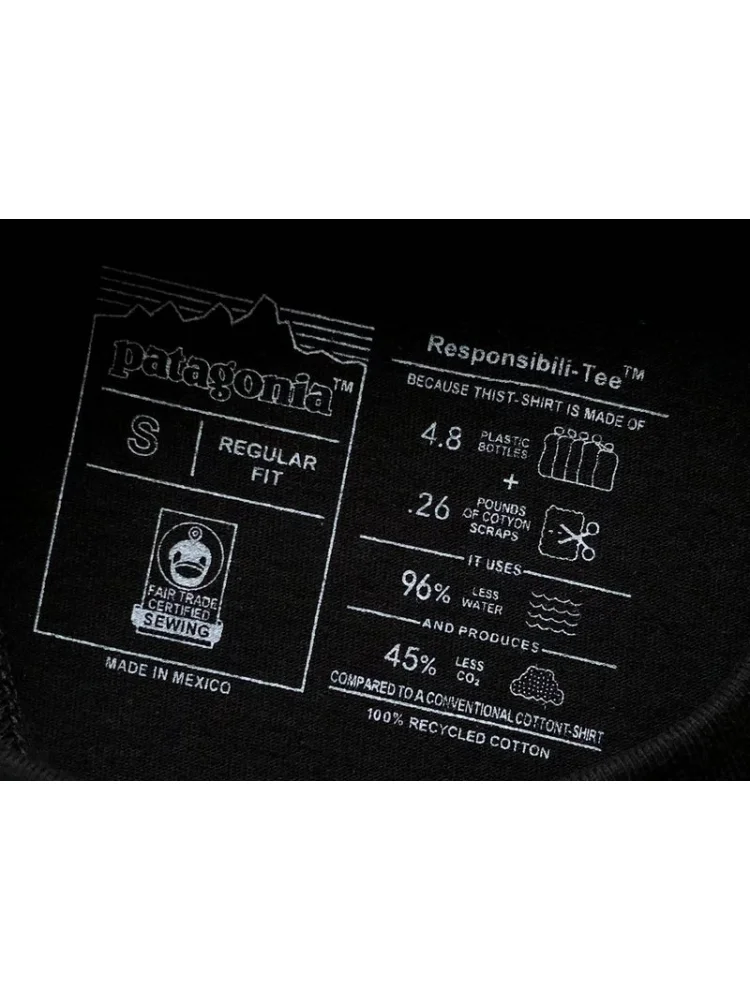 patagonia™
S
REGULAR
FIT
FAIR TRADE
CERTIFIED
SEWING
MADE IN MEXICO
Responsibili-Tee™
BECAUSE THIST-SHIRT IS MADE OF
4.8 PLASTIC
BOTTLES
+
.26 POUNDS
OF COTYON
SCRAPS
IT USES
96% LESS
WATER
AND PRODUCES
45% LESS
CO₂
COMPARED TO A CONVENTIONAL COTTONT-SHIRT
100% RECYCLED COTTON